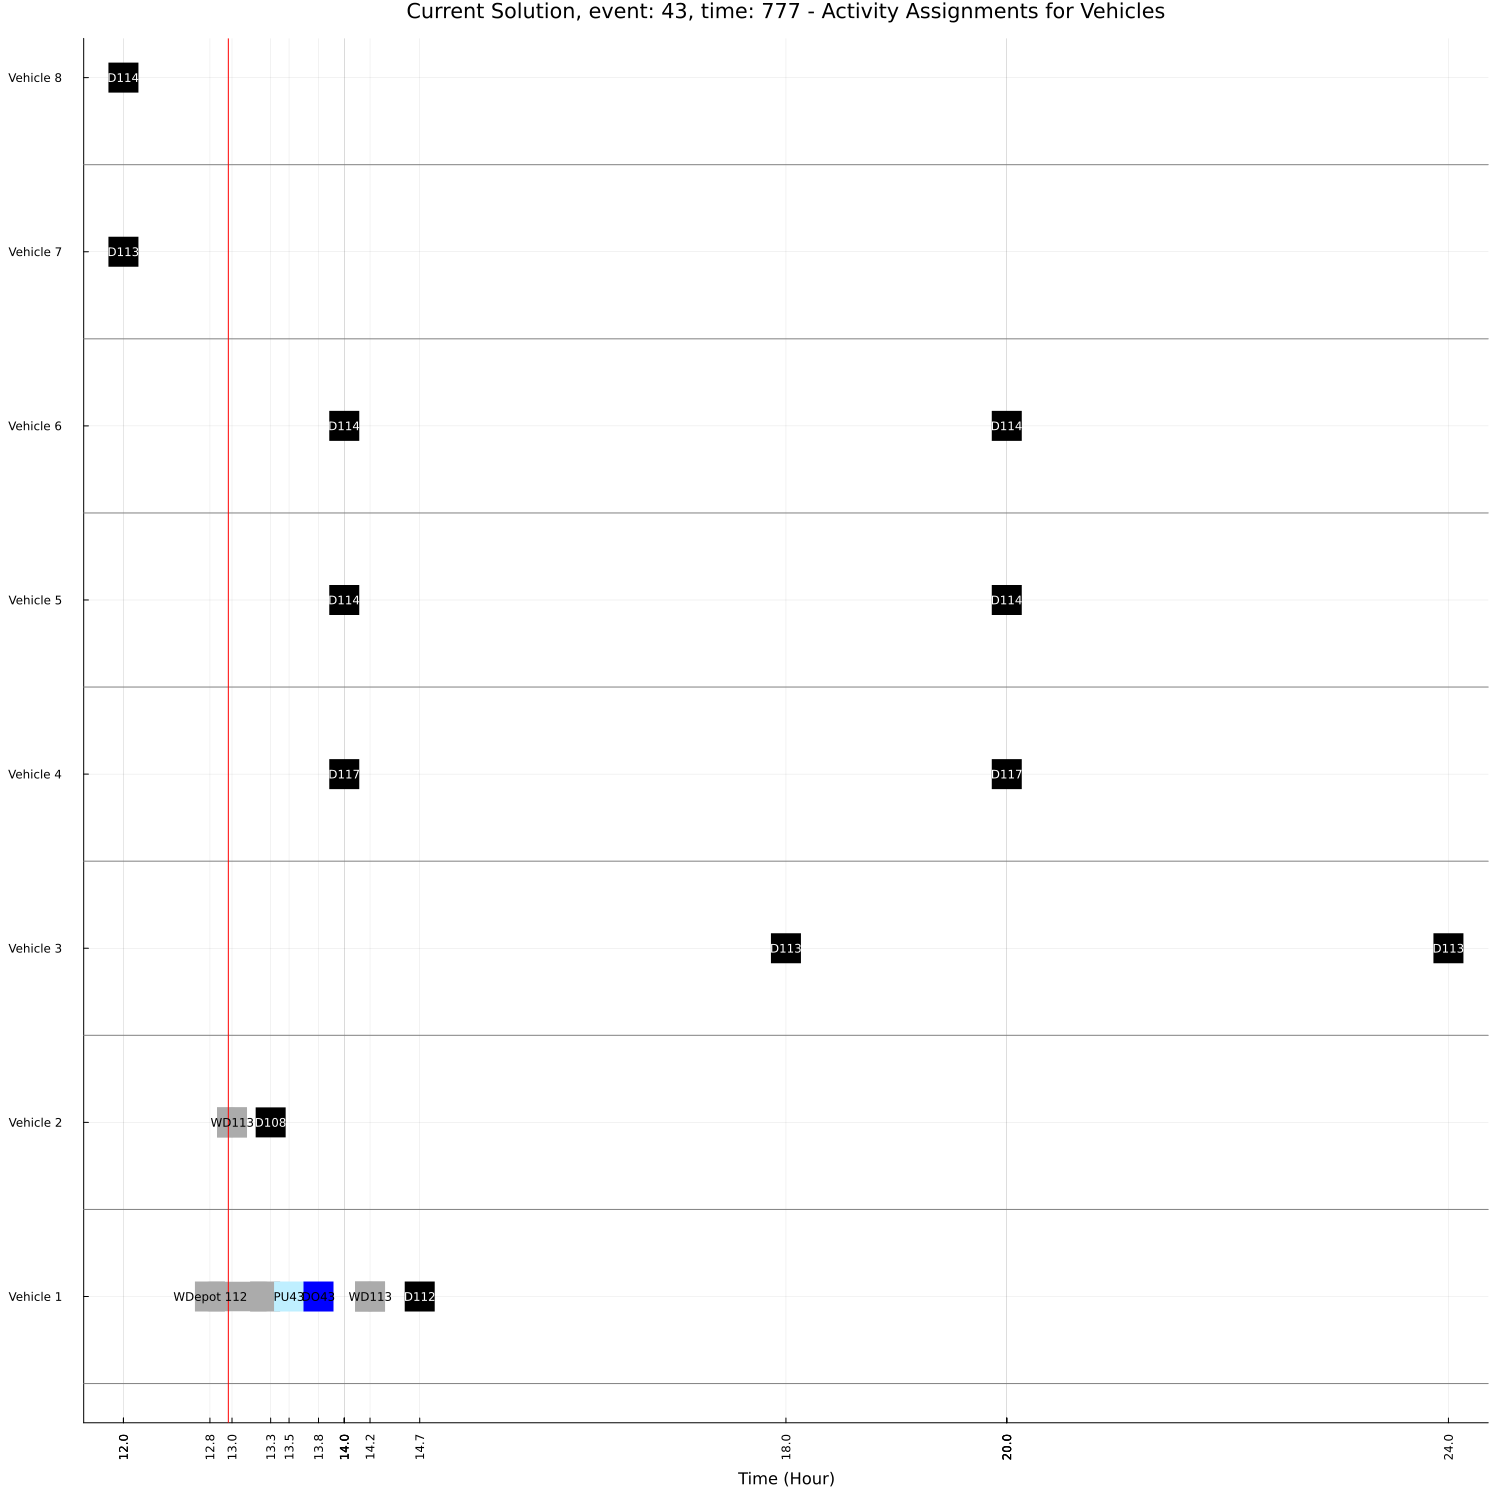 Current Solution, event: 43, time: 777 - Activity Assignments for Vehicles
Vehicle 8
D114
Vehicle 7
D113
Vehicle 6
D114
D114
Vehicle 5
D114
D114
Vehicle 4
D117
D117
Vehicle 3
D113
D113
Vehicle 2
WD113
D108
Vehicle 1
WDepot 112
PU43
DO43
WD113
D112
12.0
12.8
13.0
13.3
13.5
13.8
14.0
14.2
14.7
18.0
20.0
24.0
Time (Hour)